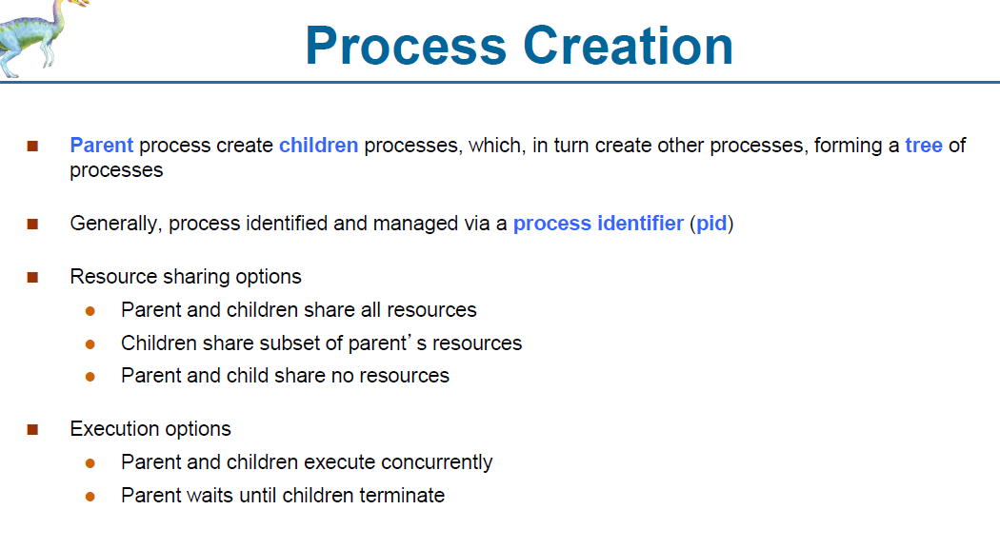 Process Creation
Parent process create children processes, which, in turn create other processes, forming a tree of
processes
Generally, process identified and managed via a process identifier (pid)
Resource sharing options
Parent and children share all resources
Children share subset of parent’s resources
Parent and child share no resources
Execution options
Parent and children execute concurrently
Parent waits until children terminate